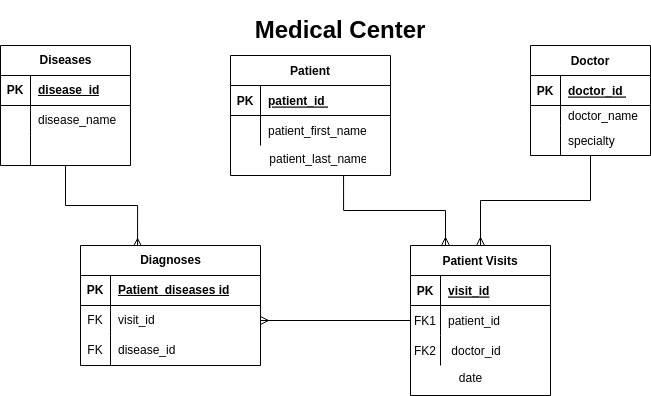 Medical Center
Diseases
PK disease_id
disease_name
Patient
PK patient_id
patient_first_name
patient_last_name
Doctor
PK doctor_id
doctor_name
specialty
Diagnoses
PK Patient_diseases id
FK visit_id
FK disease_id
Patient Visits
PK visit_id
FK1 patient_id
FK2 doctor_id
date